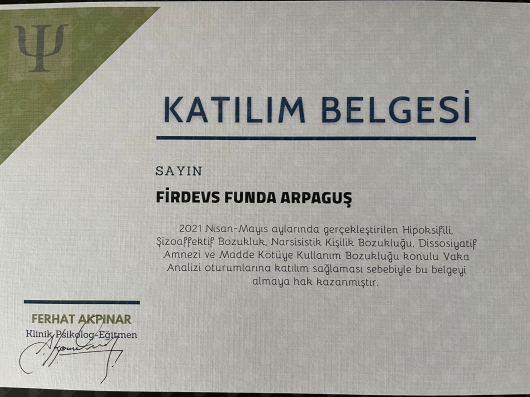 Ψ
KATILIM BELGESİ
SAYIN
FİRDEVS FUNDA ARPAGUŞ
2021 Nisan-Mayıs aylarında gerçekleştirilen Hipoksifili,
Şizoaffektif Bozukluk, Narsisistik Kişilik Bozukluğu, Dissosiyatif
Amnezi ve Madde Kötüye Kullanım Bozukluğu konulu Vaka
Analizi oturumlarına katılım sağlaması sebebiyle bu belgeyi
almaya hak kazanmıştır.
FERHAT AKPINAR
Klinik Psikolog-Eğitmen